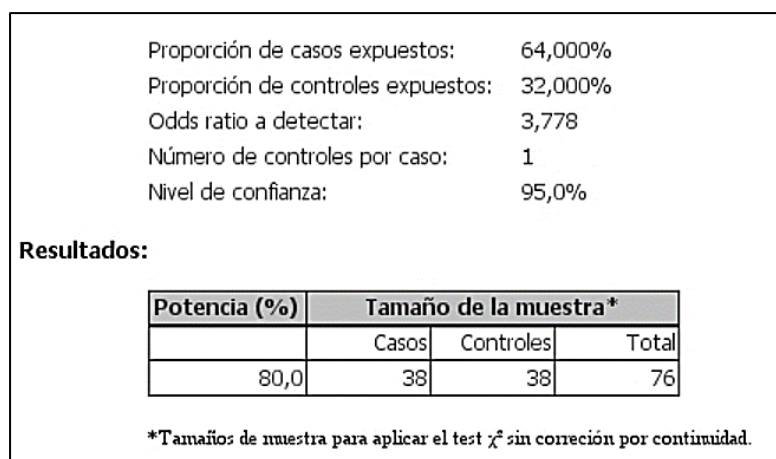 Proporción de casos expuestos: 64,000%
Proporción de controles expuestos: 32,000%
Odds ratio a detectar: 3,778
Número de controles por caso: 1
Nivel de confianza: 95,0%
Resultados:
Potencia (%) Tamaño de la muestra*
Casos Controles Total
80,0 38 38 76
*Tamaños de muestra para aplicar el test χ² sin correción por continuidad.